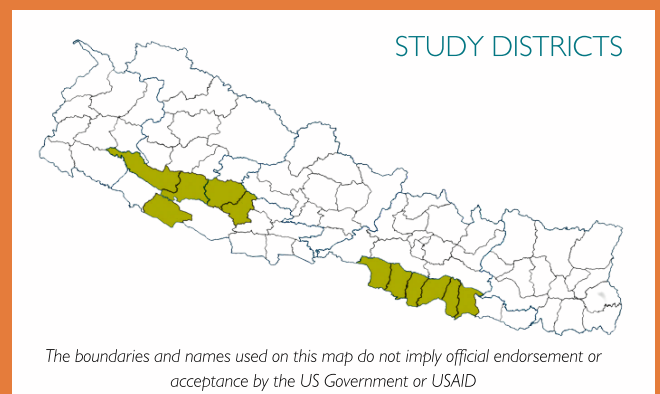 STUDY DISTRICTS
The boundaries and names used on this map do not imply official endorsement or
acceptance by the US Government or USAID